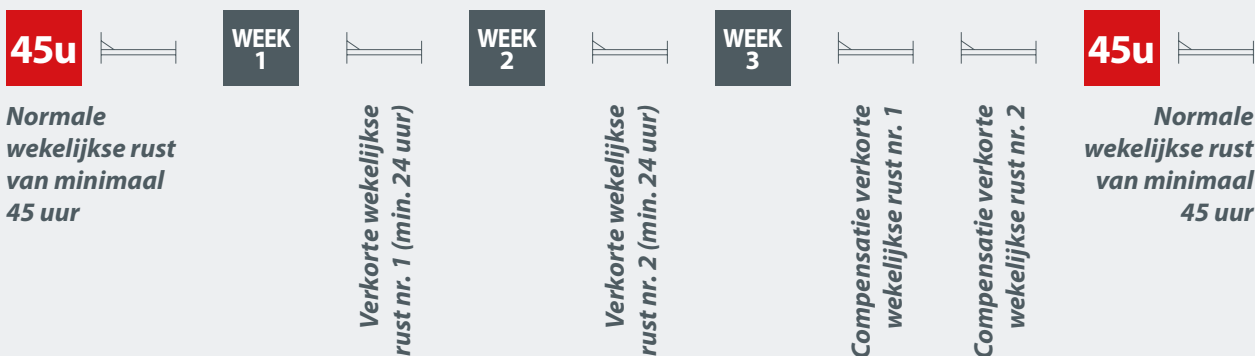 45u
WEEK
1
WEEK
2
WEEK
3
45u
Normale
wekelijkse rust
van minimaal
45 uur
Verkorte wekelijkse
rust nr. 1 (min. 24 uur)
Verkorte wekelijkse
rust nr. 2 (min. 24 uur)
Compensatie verkorte
wekelijkse rust nr. 1
Compensatie verkorte
wekelijkse rust nr. 2
Normale
wekelijkse rust
van minimaal
45 uur